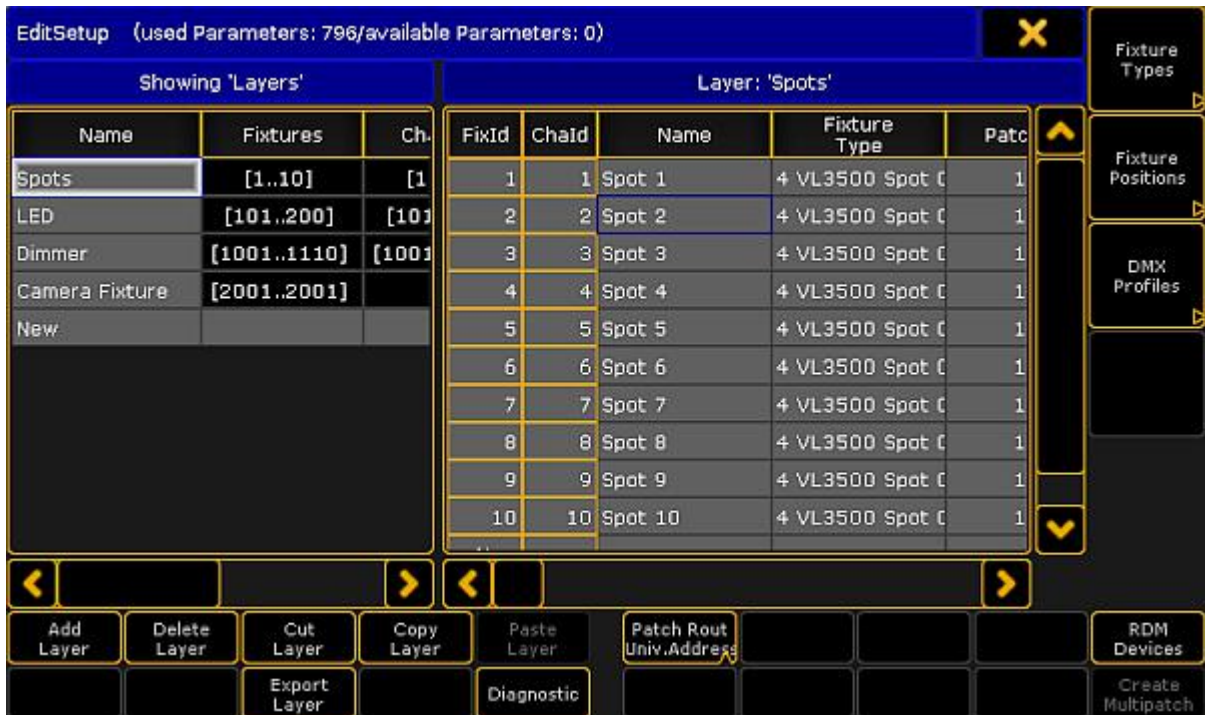 EditSetup (used Parameters: 796/available Parameters: 0)
Fixture
Types
Showing 'Layers'
Layer: 'Spots'
Name Fixtures Ch
FixId ChaId Name Fixture Type Patc
Spots [1..10] [1
LED [101..200] [101
Dimmer [1001..1110] [1001
Camera Fixture [2001..2001]
New
1 1 Spot 1 4 VL3500 Spot 1
2 2 Spot 2 4 VL3500 Spot 1
3 3 Spot 3 4 VL3500 Spot 1
4 4 Spot 4 4 VL3500 Spot 1
5 5 Spot 5 4 VL3500 Spot 1
6 6 Spot 6 4 VL3500 Spot 1
7 7 Spot 7 4 VL3500 Spot 1
8 8 Spot 8 4 VL3500 Spot 1
9 9 Spot 9 4 VL3500 Spot 1
10 10 Spot 10 4 VL3500 Spot 1
Fixture
Positions
DMX
Profiles
Add
Layer
Delete
Layer
Cut
Layer
Copy
Layer
Paste
Layer
Patch Rout
Univ.Address
RDM
Devices
Export
Layer
Diagnostic
Create
Multipatch